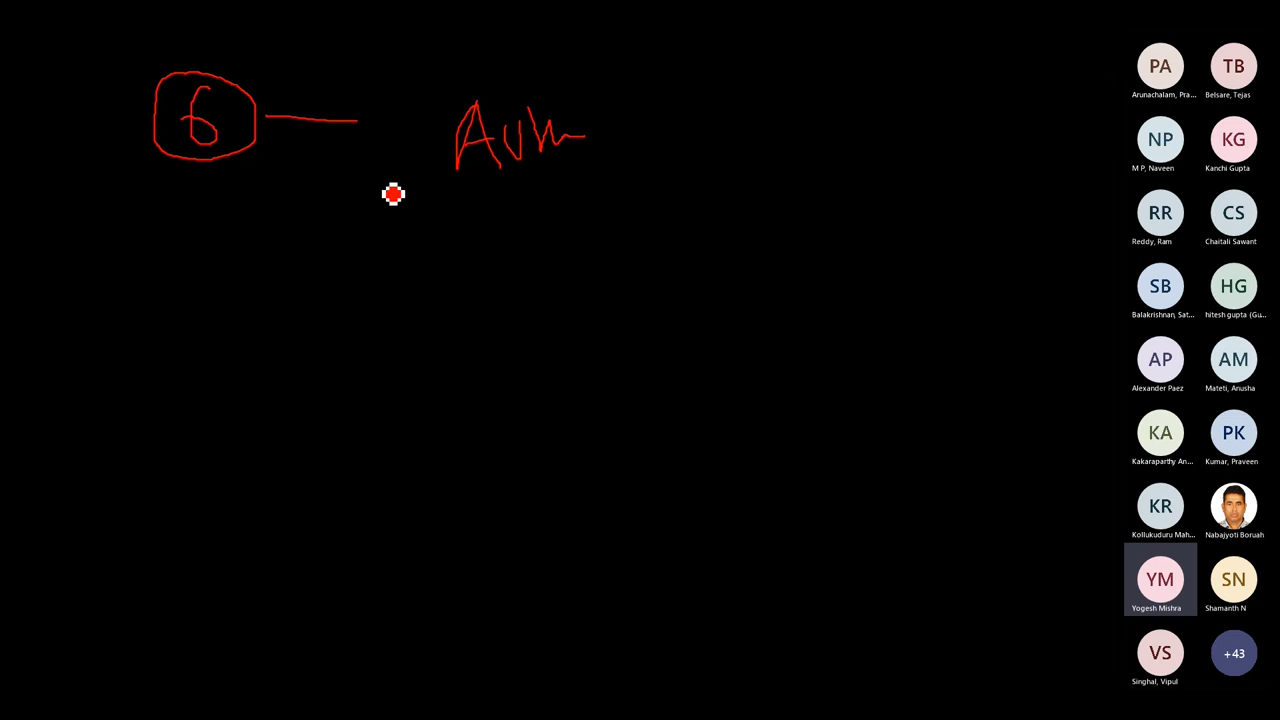 6
PA TB
Arunachalam, Pra... Belsare, Tejas
NP KG
M P, Naveen Kanchi Gupta
RR CS
Reddy, Ram Chaitali Sawant
SB HG
Balakrishnan, Sat... hitesh gupta (Gu...
AP AM
Alexander Paez Mateti, Anusha
KA PK
Kakaraparthy An... Kumar, Praveen
KR
Kollukuduru Mah... Nabajyoti Boruah
YM SN
Yogesh Mishra Shamanth N
VS +43
Singhal, Vipul